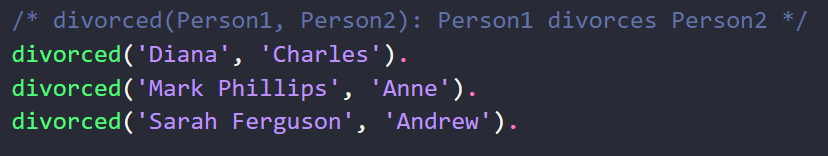 /* divorced(Person1, Person2): Person1 divorces Person2 */
divorced('Diana', 'Charles').
divorced('Mark Phillips', 'Anne').
divorced('Sarah Ferguson', 'Andrew').